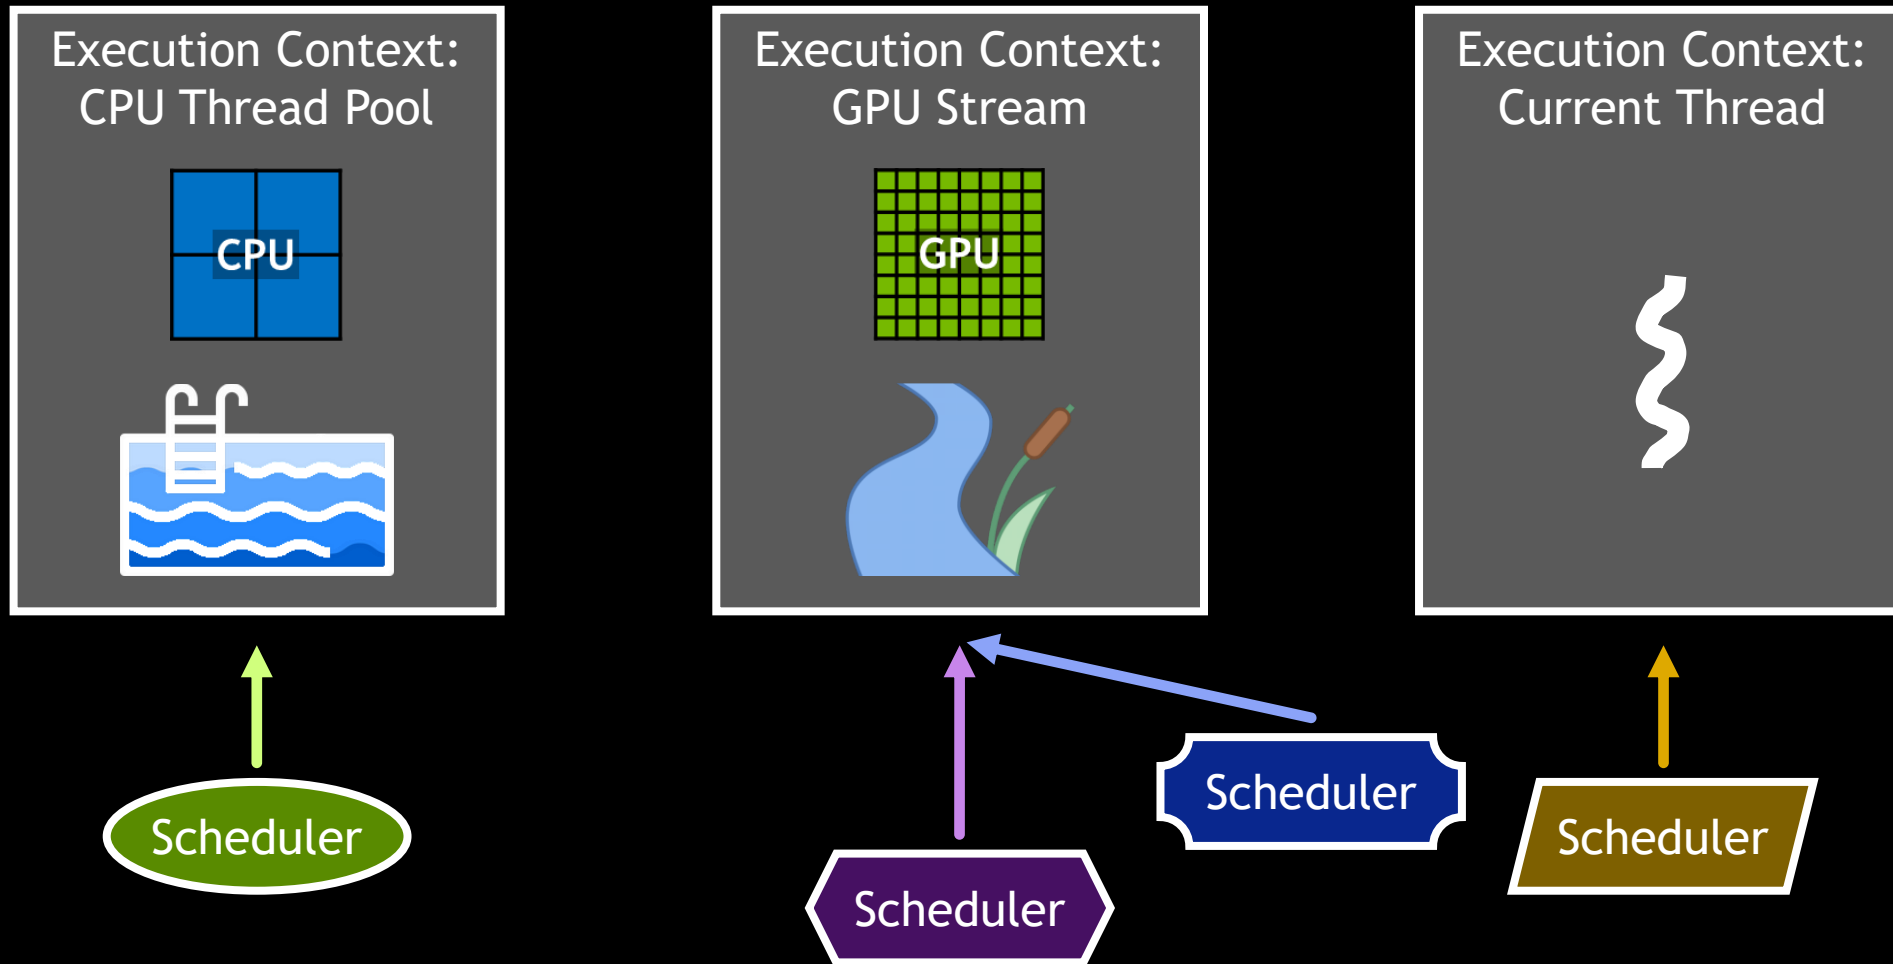 Execution Context:
CPU Thread Pool
CPU
Execution Context:
GPU Stream
GPU
Execution Context:
Current Thread
Scheduler
Scheduler
Scheduler
Scheduler